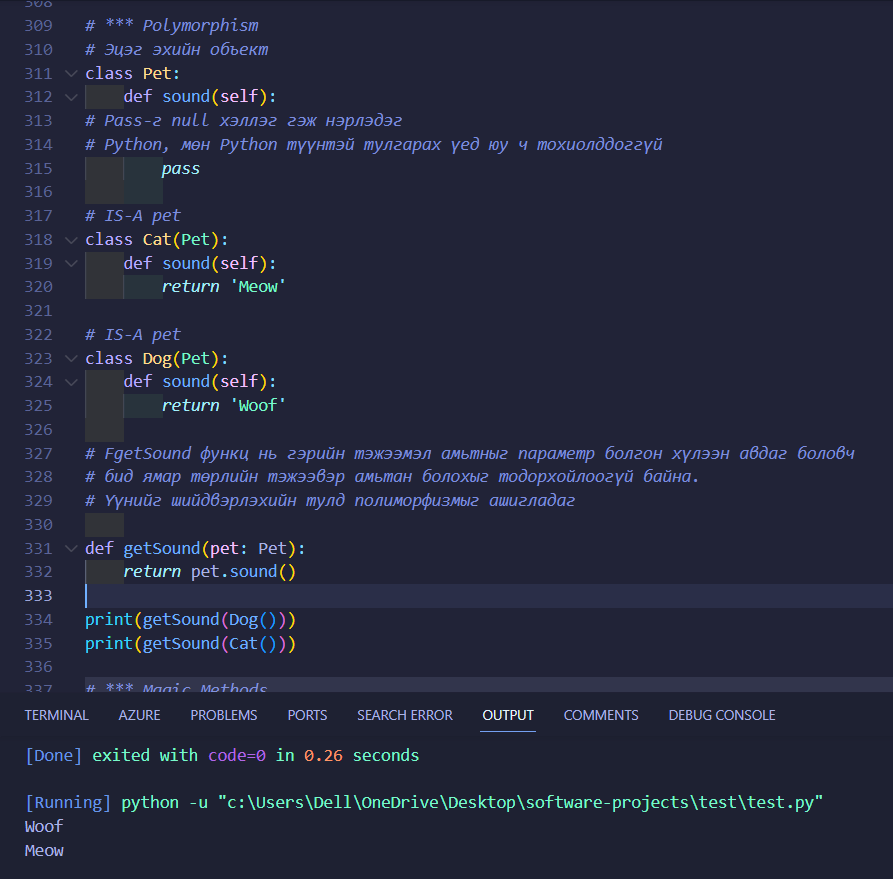 308
309 # *** Polymorphism
310 # Эцэг эхийн объект
311 class Pet:
312     def sound(self):
313 # Pass-г null хэллэг гэж нэрлэдэг
314 # Python, мөн Python түүнтэй тулгарах үед юу ч тохиолддоггүй
315         pass
316
317 # IS-A pet
318 class Cat(Pet):
319     def sound(self):
320         return 'Meow'
321
322 # IS-A pet
323 class Dog(Pet):
324     def sound(self):
325         return 'Woof'
326
327 # FgetSound функц нь гэрийн тэжээмэл амьтныг параметр болгон хүлээн авдаг боловч
328 # бид ямар төрлийн тэжээвэр амьтан болохыг тодорхойлоогүй байна.
329 # Үүнийг шийдвэрлэхийн тулд полиморфизмыг ашигладаг
330
331 def getSound(pet: Pet):
332     return pet.sound()
333
334 print(getSound(Dog()))
335 print(getSound(Cat()))
336
337 # *** Magic Methods
TERMINAL AZURE PROBLEMS PORTS SEARCH ERROR OUTPUT COMMENTS DEBUG CONSOLE
[Done] exited with code=0 in 0.26 seconds
[Running] python -u "c:\Users\Dell\OneDrive\Desktop\software-projects\test\test.py"
Woof
Meow